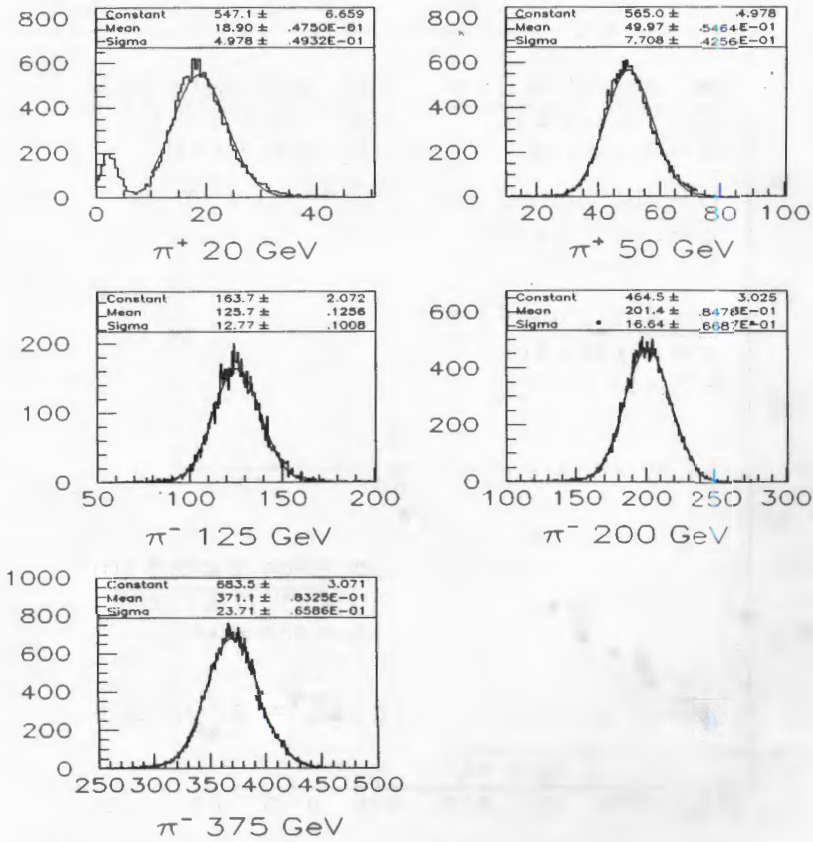 Constant 547.1 ± 6.659
Mean 18.90 ± .4750E-01
Sigma 4.978 ± .4932E-01
800
600
400
200
0
0 20 40
π⁺ 20 GeV
Constant 565.0 ± 4.978
Mean 49.97 ± .5464E-01
Sigma 7.708 ± .4256E-01
800
600
400
200
0
20 40 60 80 100
π⁺ 50 GeV
Constant 163.7 ± 2.072
Mean 125.7 ± .1256
Sigma 12.77 ± .1008
200
100
0
50 100 150 200
π⁻ 125 GeV
Constant 464.5 ± 3.025
Mean 201.4 ± .8478E-01
Sigma 16.64 ± .6687E-01
600
400
200
0
100 150 200 250 300
π⁻ 200 GeV
Constant 683.5 ± 3.071
Mean 371.1 ± .8325E-01
Sigma 23.71 ± .6586E-01
1000
800
600
400
200
0
250 300 350 400 450 500
π⁻ 375 GeV